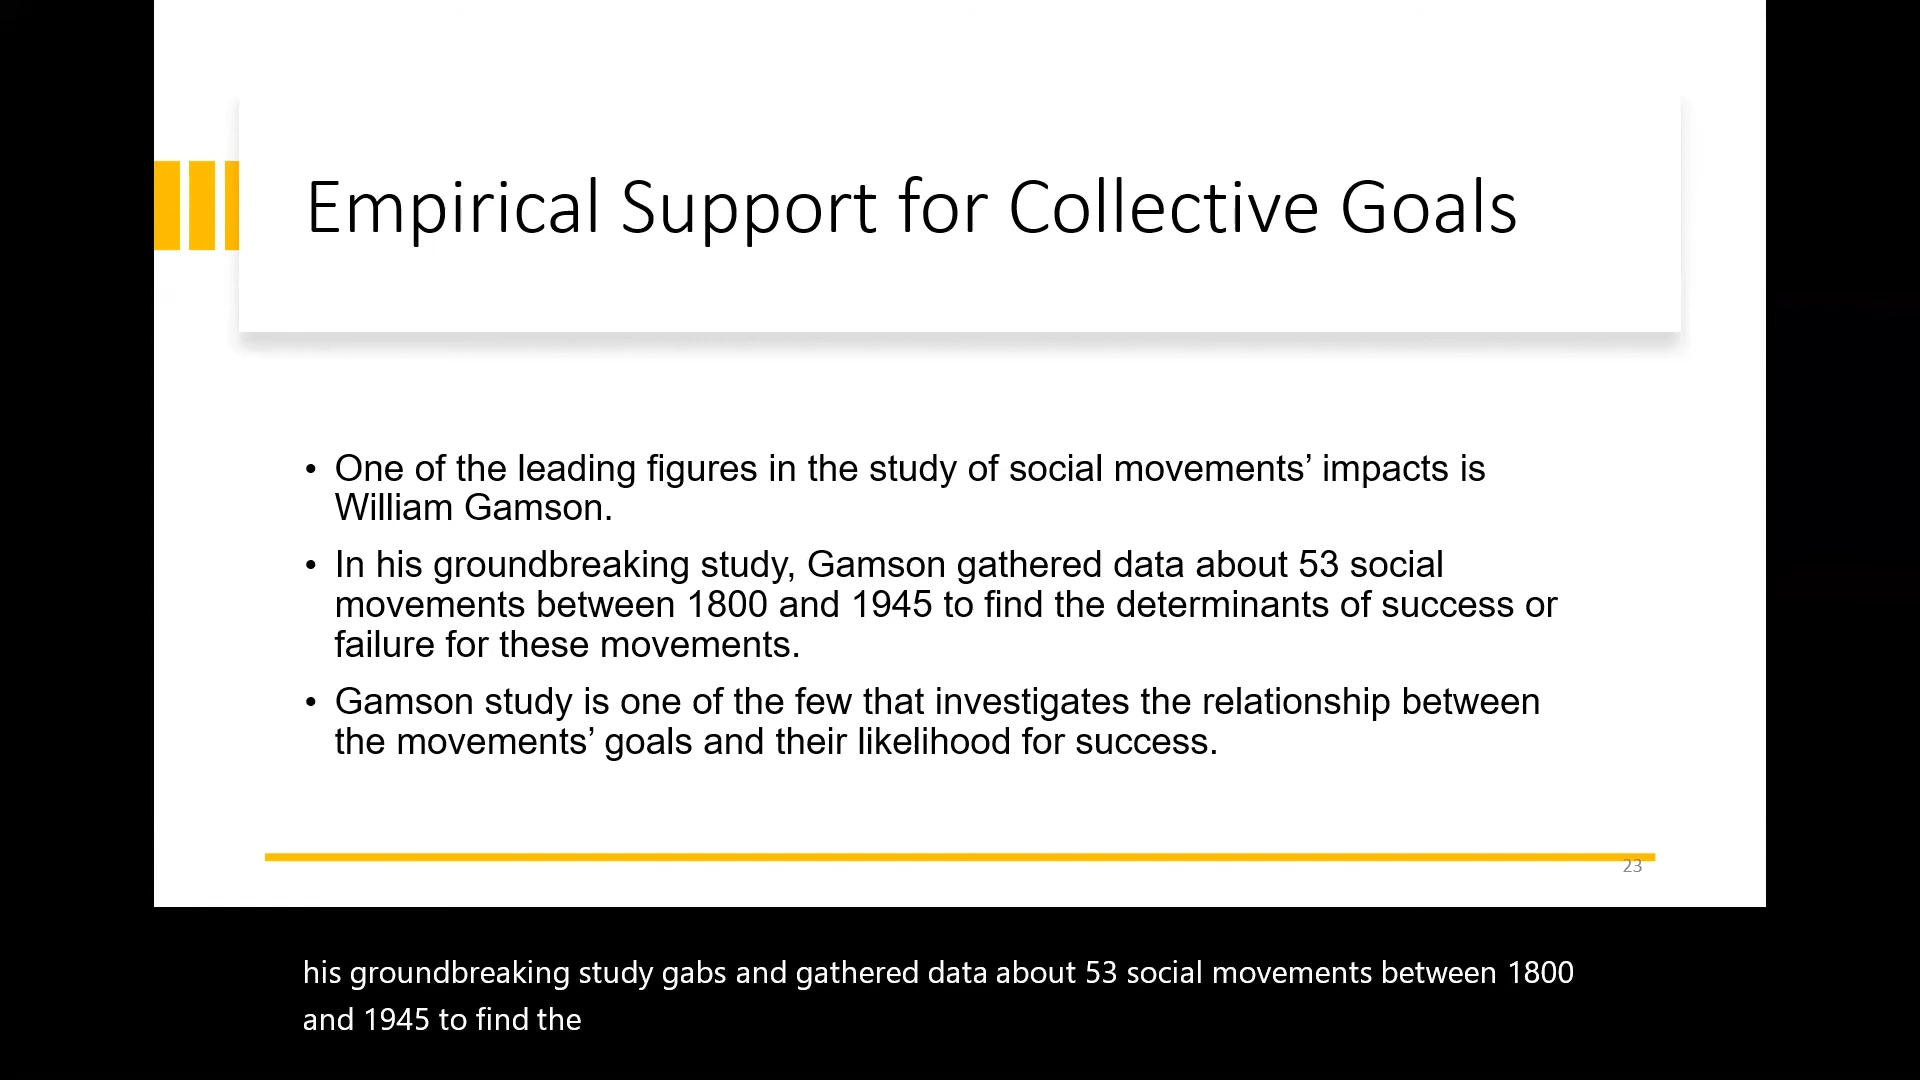 Empirical Support for Collective Goals
• One of the leading figures in the study of social movements’ impacts is
William Gamson.
• In his groundbreaking study, Gamson gathered data about 53 social
movements between 1800 and 1945 to find the determinants of success or
failure for these movements.
• Gamson study is one of the few that investigates the relationship between
the movements’ goals and their likelihood for success.
23
his groundbreaking study gabs and gathered data about 53 social movements between 1800
and 1945 to find the